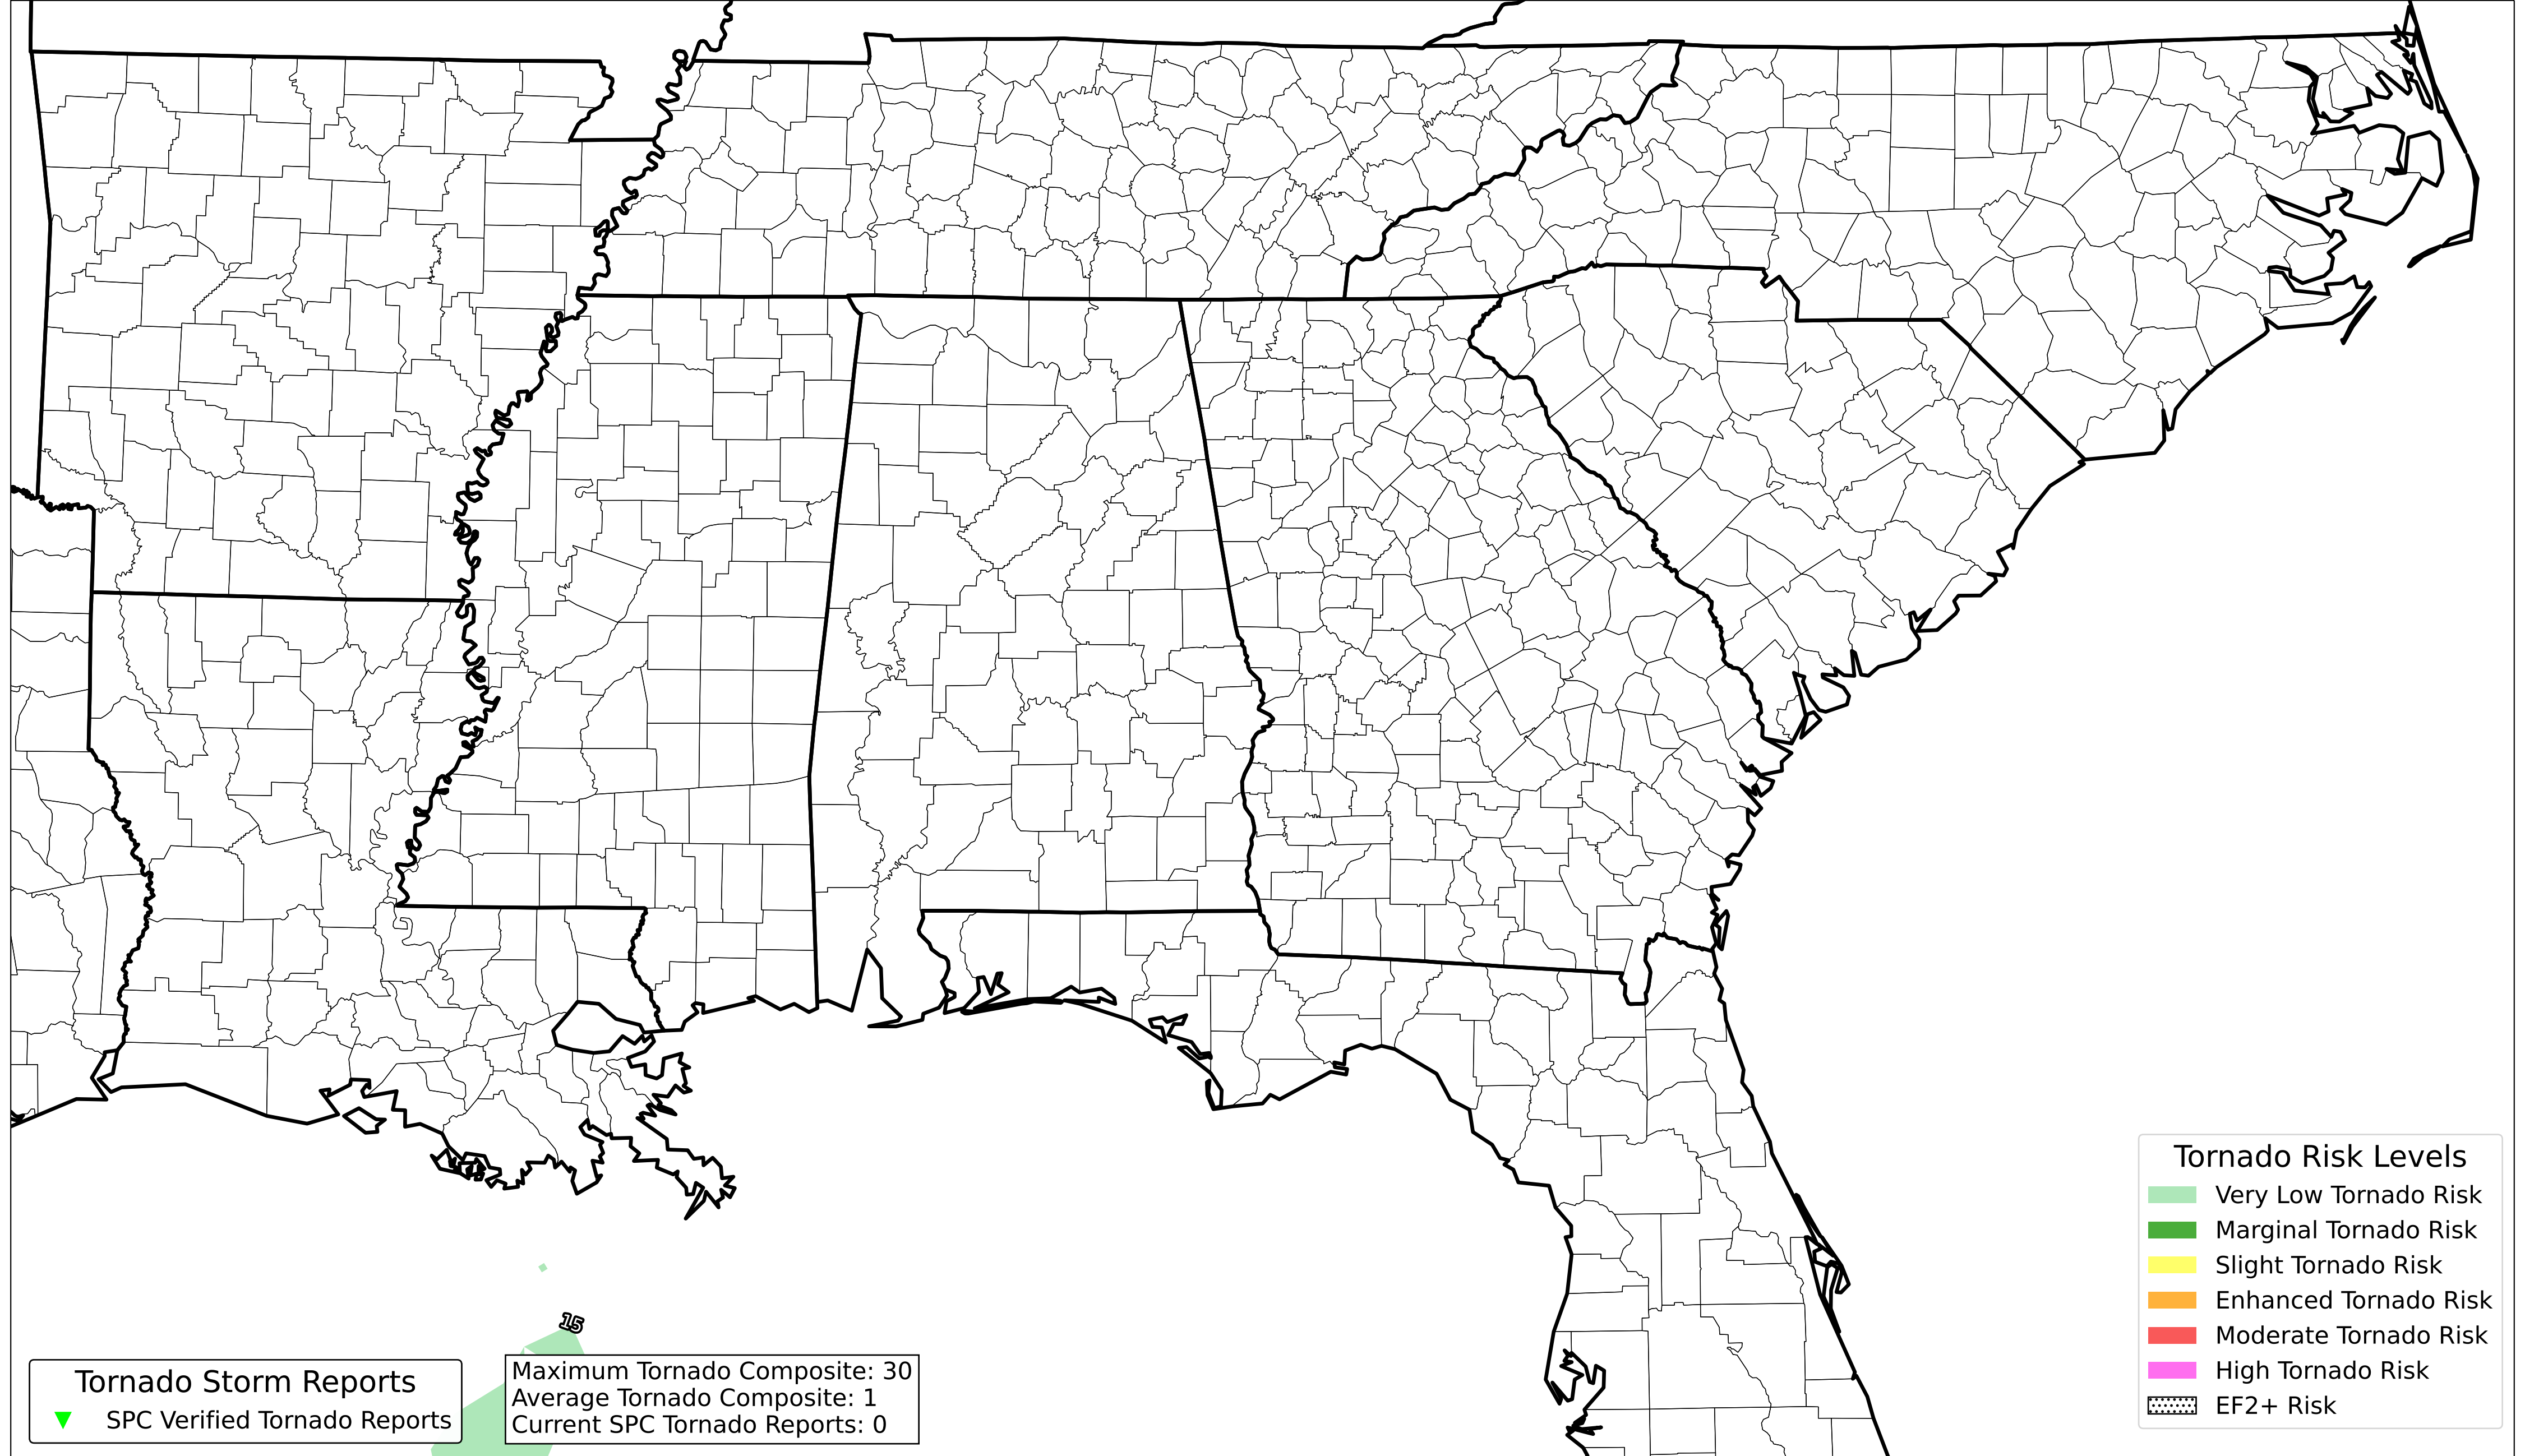 15
Tornado Storm Reports
SPC Verified Tornado Reports
Maximum Tornado Composite: 30
Average Tornado Composite: 1
Current SPC Tornado Reports: 0
Tornado Risk Levels
Very Low Tornado Risk
Marginal Tornado Risk
Slight Tornado Risk
Enhanced Tornado Risk
Moderate Tornado Risk
High Tornado Risk
EF2+ Risk